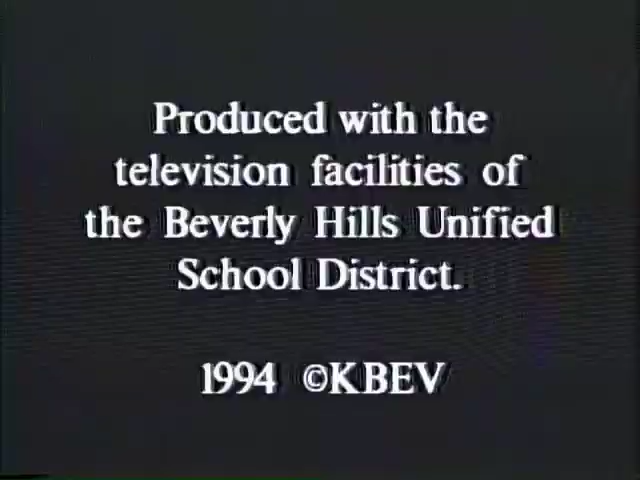 Produced with the
television facilities of
the Beverly Hills Unified
School District.
1994 ©KBEV